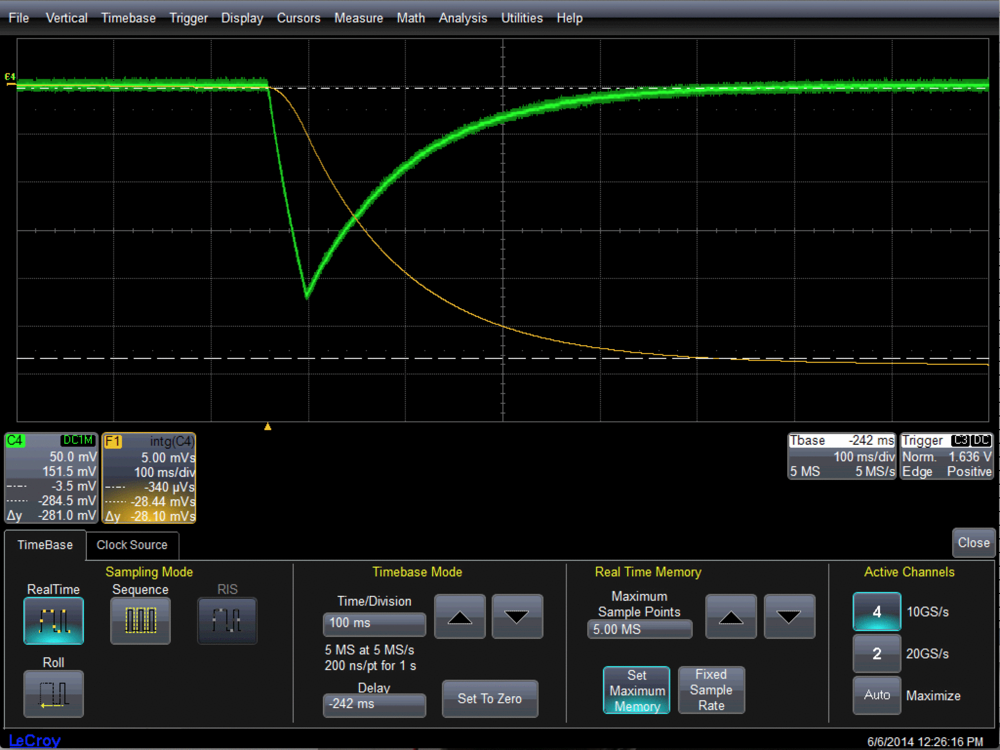 File Vertical Timebase Trigger Display Cursors Measure Math Analysis Utilities Help
C4
C4 DC1M
50.0 mV
151.5 mV
-3.5 mV
-284.5 mV
Δy -281.0 mV
F1 intg(C4)
5.00 mVs
100 ms/div
-340 µVs
-28.44 mVs
Δy -28.10 mVs
Tbase -242 ms
100 ms/div
5 MS 5 MS/s
Trigger C3 DC
Norm. 1.636 V
Edge Positive
TimeBase Clock Source Close
Sampling Mode
RealTime Sequence RIS
Roll
Timebase Mode
Time/Division
100 ms
5 MS at 5 MS/s
200 ns/pt for 1 s
Delay
-242 ms
Set To Zero
Real Time Memory
Maximum
Sample Points
5.00 MS
Set
Maximum
Memory
Fixed
Sample
Rate
Active Channels
4 10GS/s
2 20GS/s
Auto Maximize
LeCroy 6/6/2014 12:26:16 PM